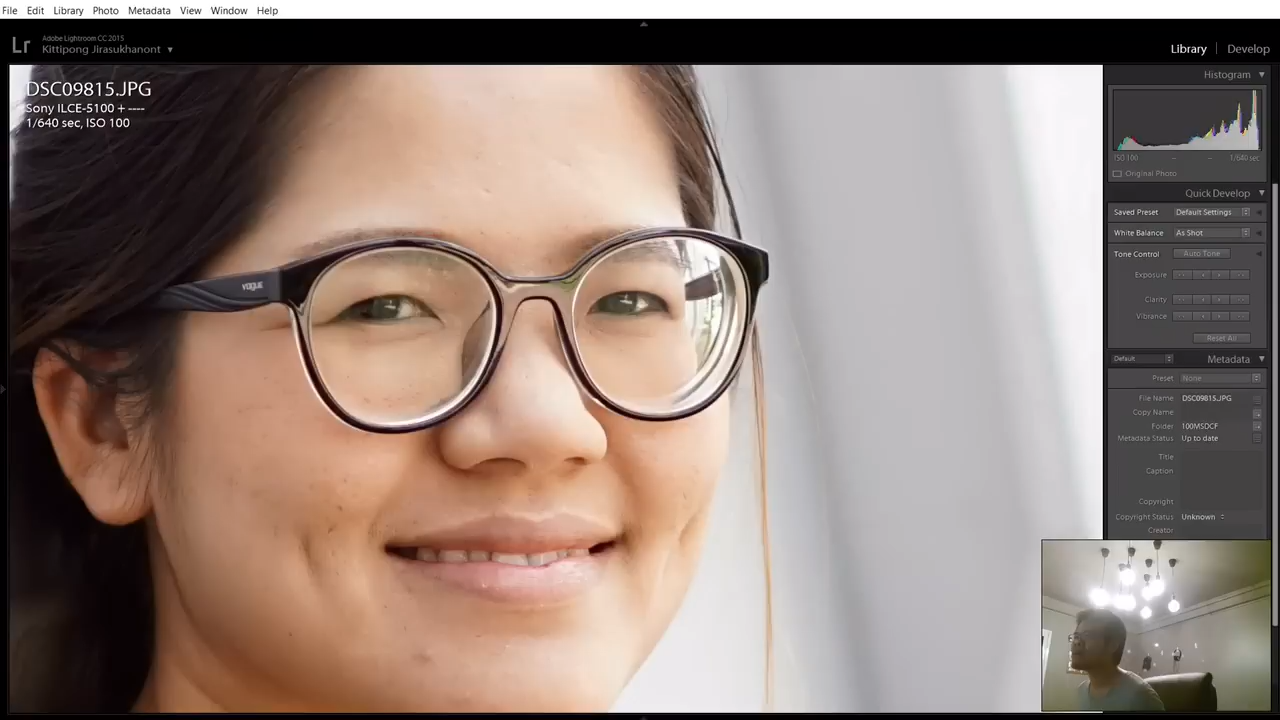 File Edit Library Photo Metadata View Window Help
Lr
Adobe Lightroom CC 2015
Kittipong Jirasukhanont
Library | Develop
DSC09815.JPG
Sony ILCE-5100 + ----
1/640 sec, ISO 100
VOGUE
Histogram
ISO 100 – – 1/640 sec
Original Photo
Quick Develop
Saved Preset Default Settings
White Balance As Shot
Tone Control Auto Tone
Exposure
Clarity
Vibrance
Reset All
Default Metadata
Preset None
File Name DSC09815.JPG
Copy Name
Folder 100MSDCF
Metadata Status Up to date
Title
Caption
Copyright
Copyright Status Unknown
Creator